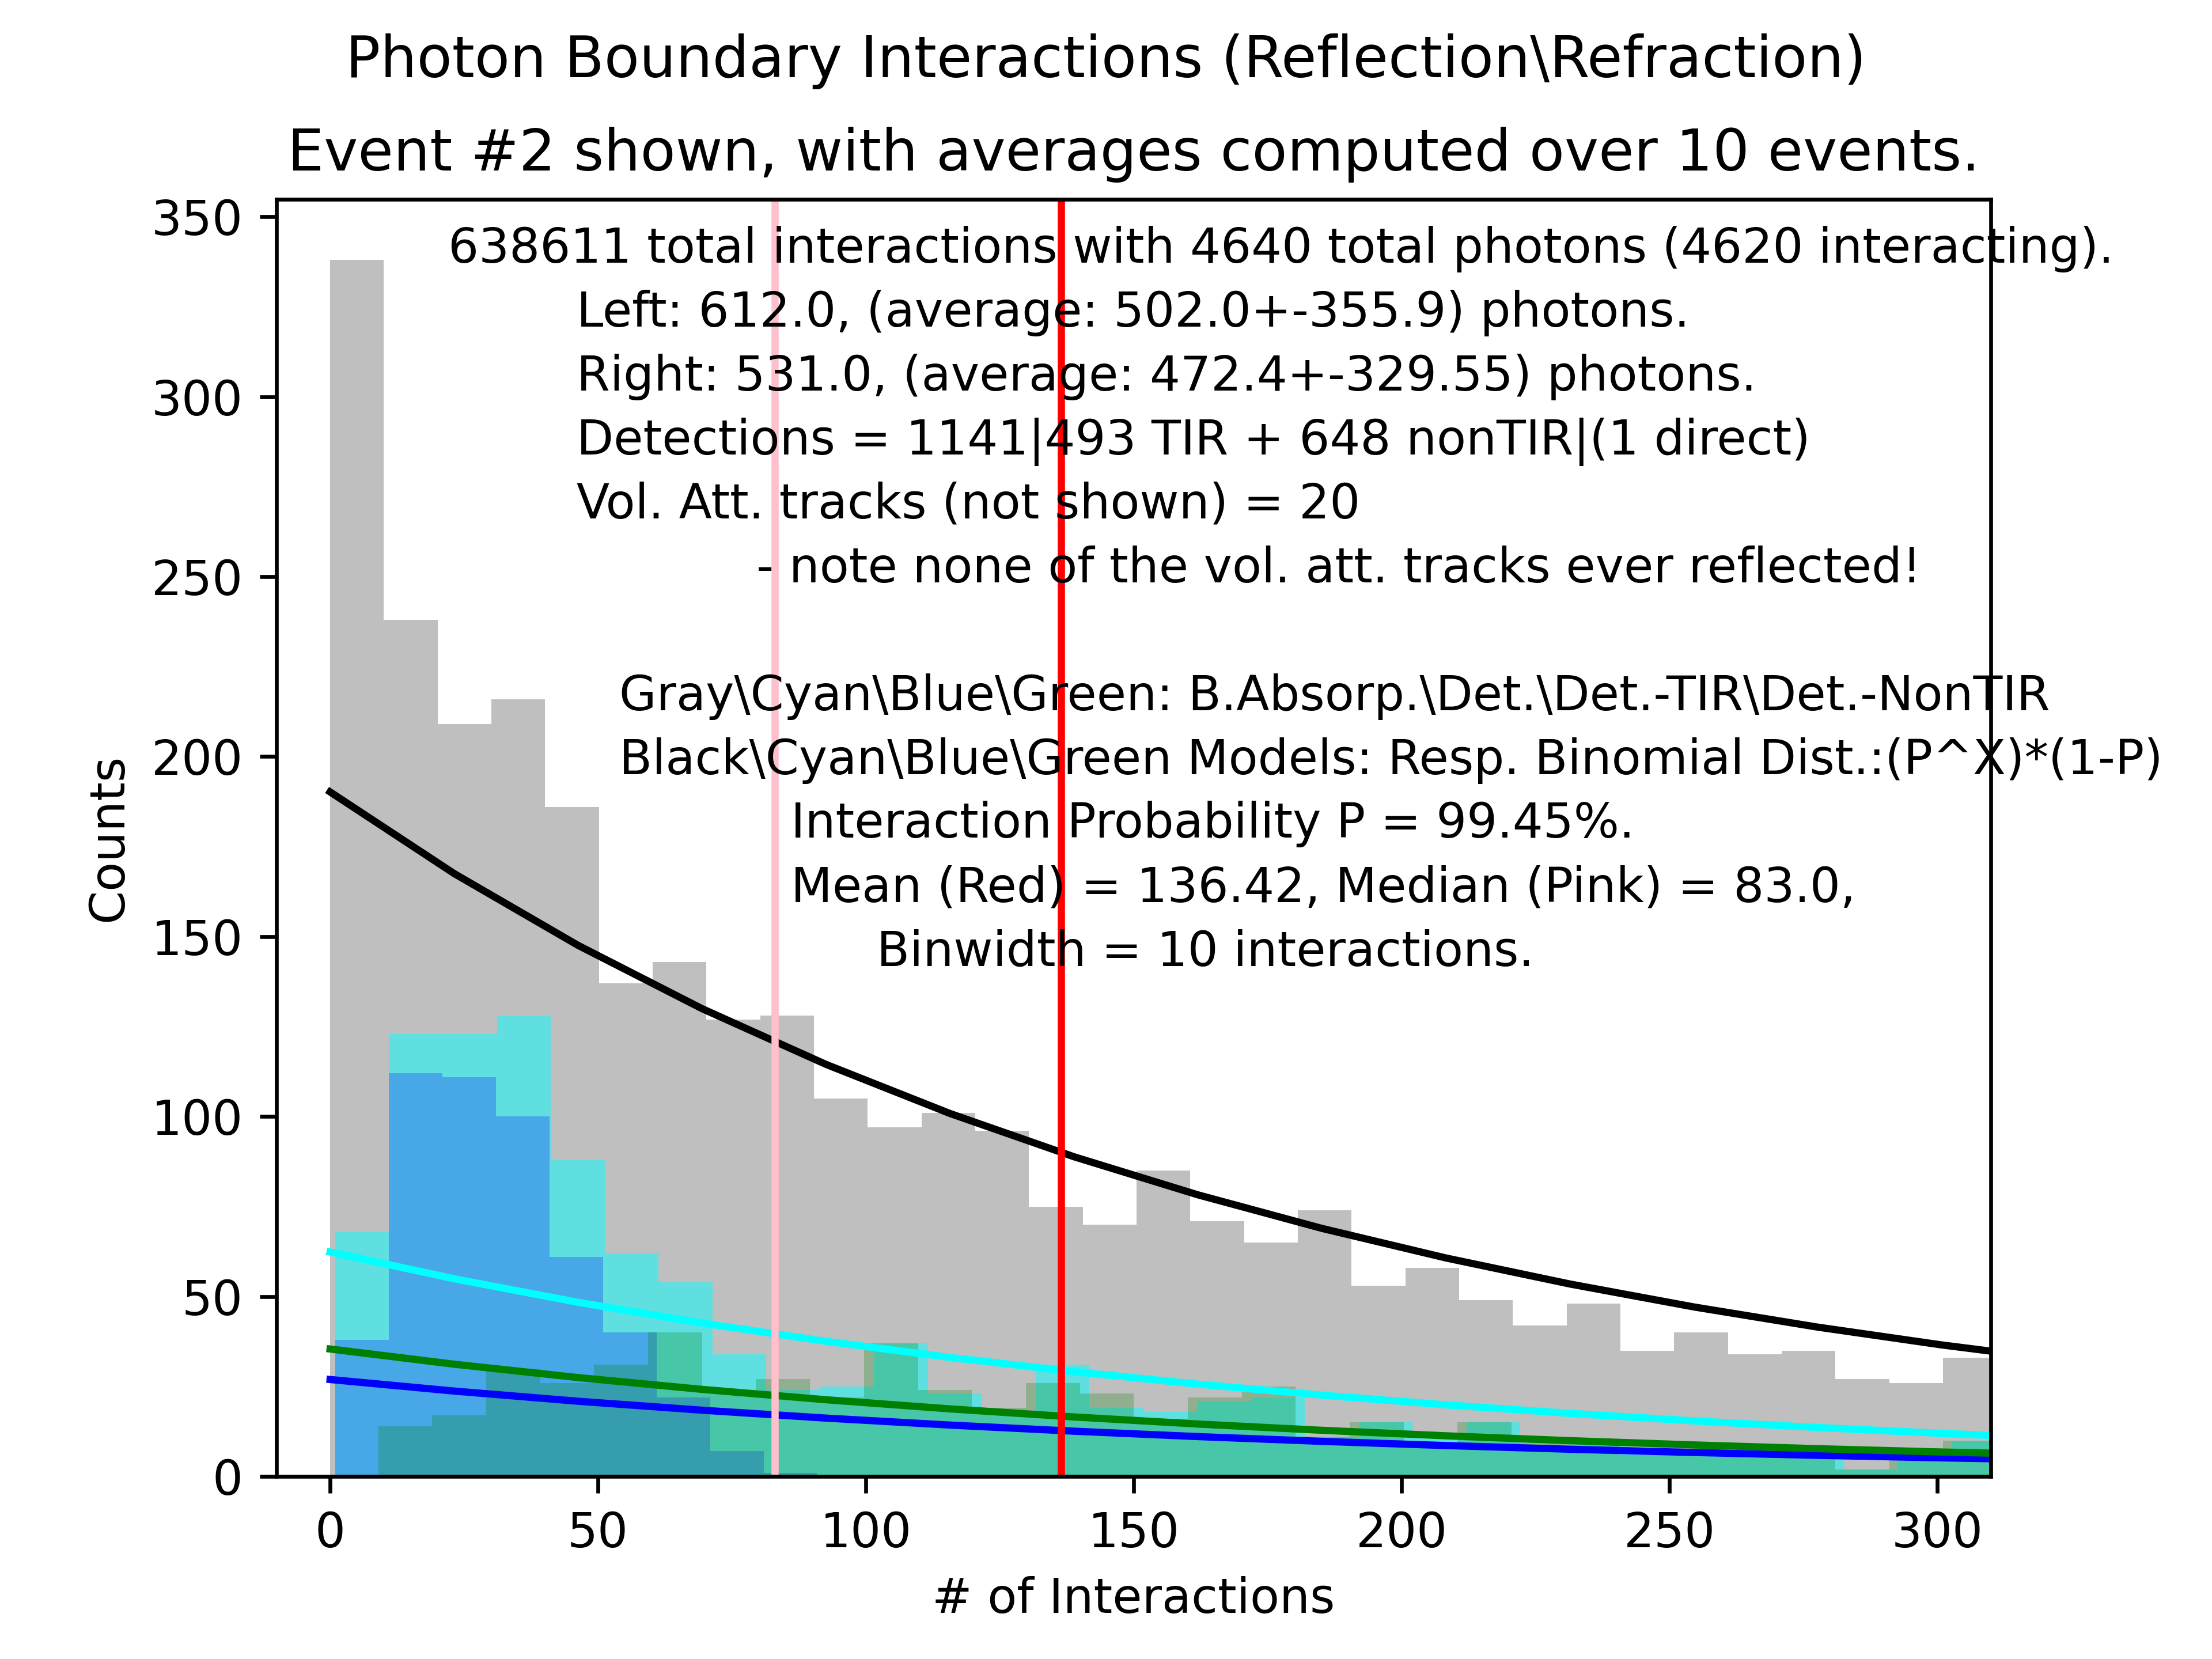 Photon Boundary Interactions (Reflection\Refraction)
Event #2 shown, with averages computed over 10 events.
638611 total interactions with 4640 total photons (4620 interacting).
Left: 612.0, (average: 502.0+-355.9) photons.
Right: 531.0, (average: 472.4+-329.55) photons.
Detections = 1141|493 TIR + 648 nonTIR|(1 direct)
Vol. Att. tracks (not shown) = 20
- note none of the vol. att. tracks ever reflected!
Gray\Cyan\Blue\Green: B.Absorp.\Det.\Det.-TIR\Det.-NonTIR
Black\Cyan\Blue\Green Models: Resp. Binomial Dist.:(P^X)*(1-P)
Interaction Probability P = 99.45%.
Mean (Red) = 136.42, Median (Pink) = 83.0,
Binwidth = 10 interactions.
350
300
250
200
150
100
50
0
Counts
0 50 100 150 200 250 300
# of Interactions